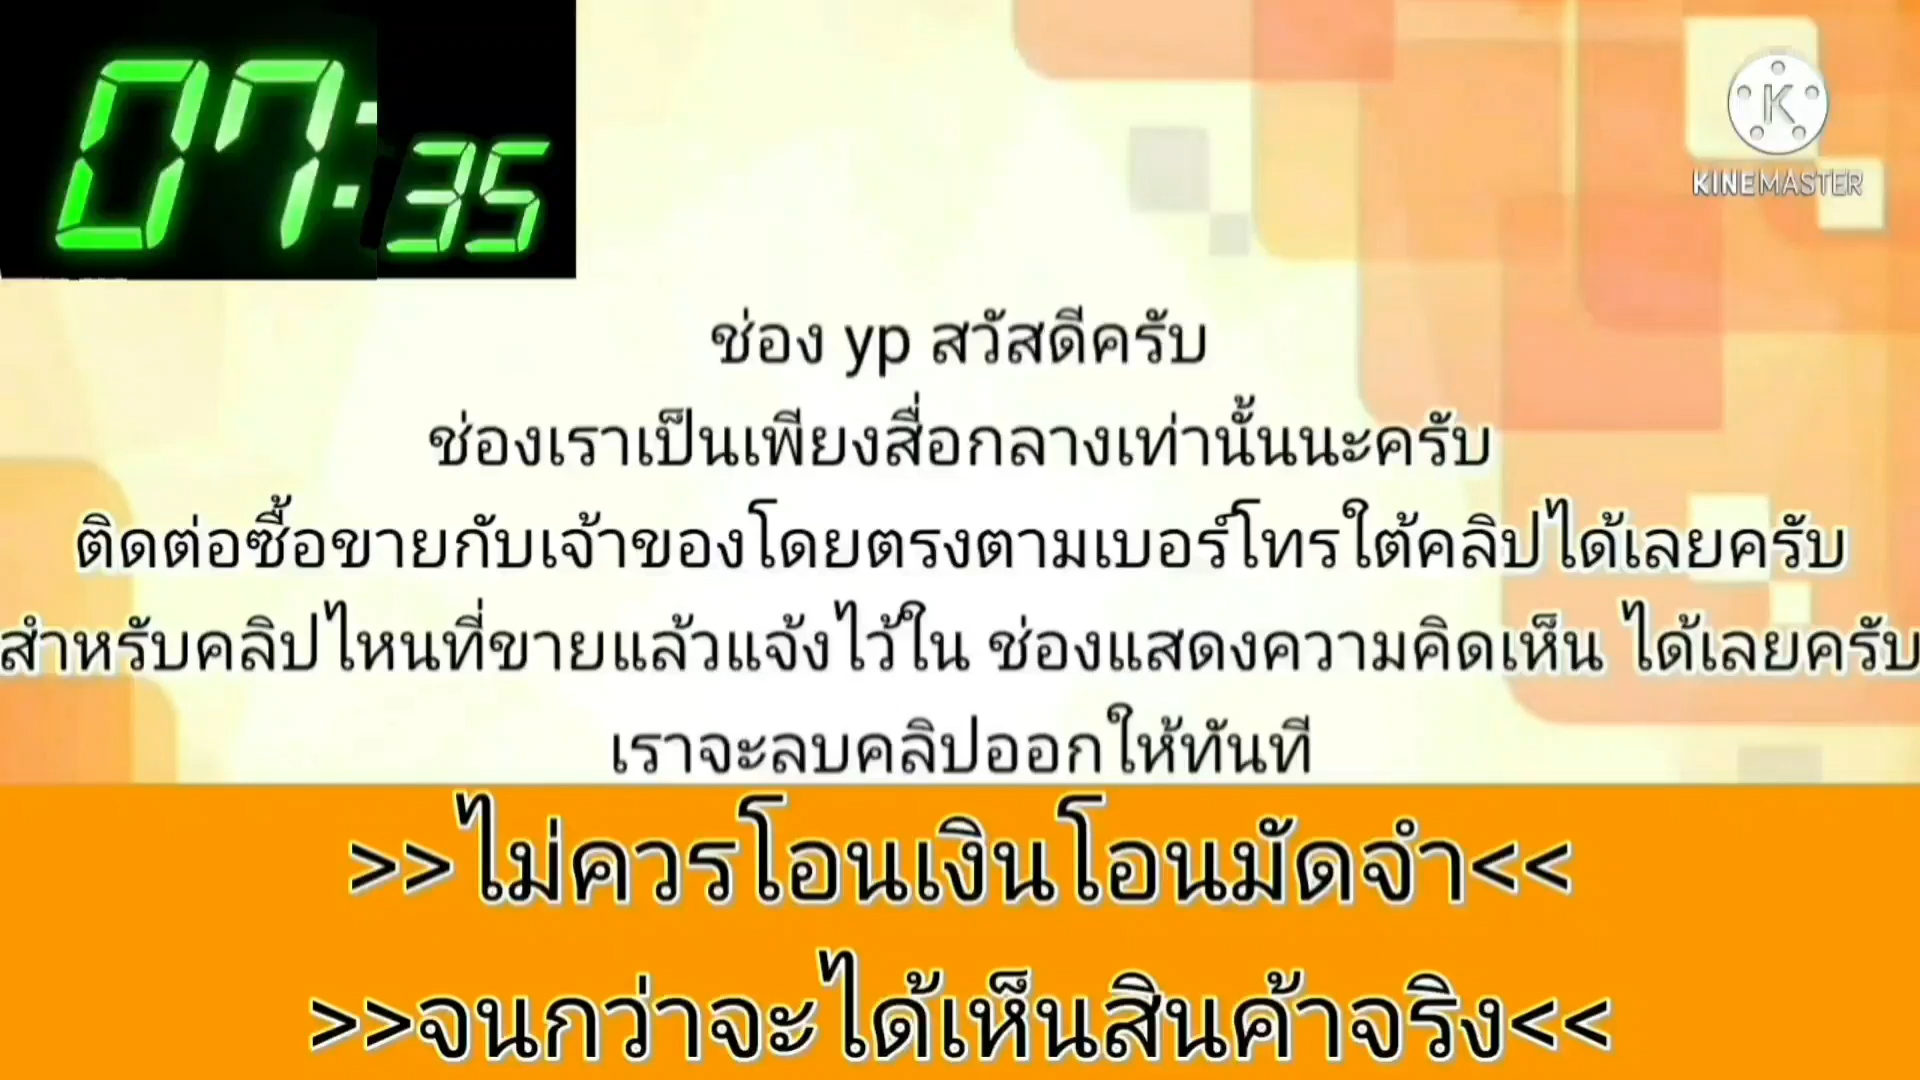 07:35
KINEMASTER
ช่อง yp สวัสดีครับ
ช่องเราเป็นเพียงสื่อกลางเท่านั้นนะครับ
ติดต่อซื้อขายกับเจ้าของโดยตรงตามเบอร์โทรใต้คลิปได้เลยครับ
สำหรับคลิปไหนที่ขายแล้วแจ้งไว้ใน ช่องแสดงความคิดเห็น ได้เลยครับ
เราจะลบคลิปออกให้ทันที
>>ไม่ควรโอนเงินโอนมัดจำ<<
>>จนกว่าจะได้เห็นสินค้าจริง<<